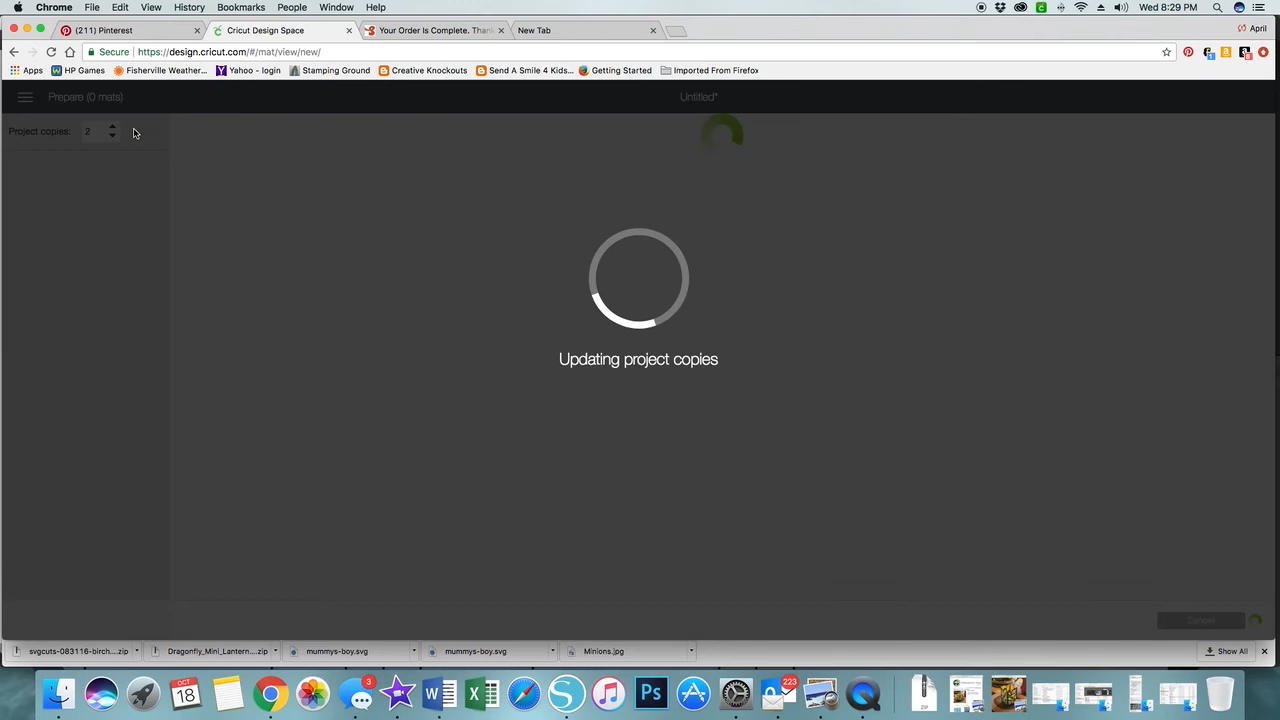 Chrome File Edit View History Bookmarks People Window Help Wed 8:29 PM
(211) Pinterest Cricut Design Space Your Order Is Complete. Than New Tab April
Secure https://design.cricut.com/#/mat/view/new/
Apps HP Games Fisherville Weather... Yahoo - login Stamping Ground Creative Knockouts Send A Smile 4 Kids... Getting Started Imported From Firefox
Prepare (0 mats) Untitled*
Project copies: 2
Updating project copies
Cancel
svgcuts-083116-birch....zip Dragonfly_Mini_Lantern....zip mummys-boy.svg mummys-boy.svg Minions.jpg Show All
OCT
18
3
223